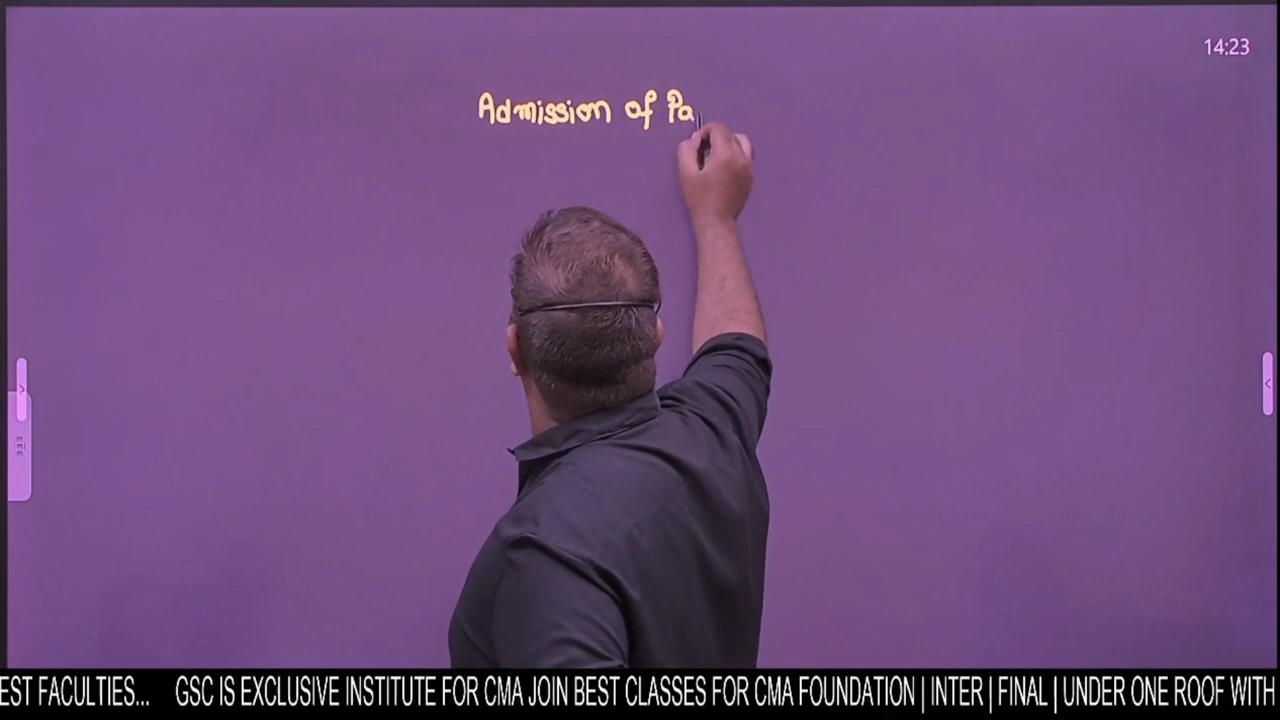 14:23
Admission of Pa
EST FACULTIES... GSC IS EXCLUSIVE INSTITUTE FOR CMA JOIN BEST CLASSES FOR CMA FOUNDATION | INTER | FINAL | UNDER ONE ROOF WITH